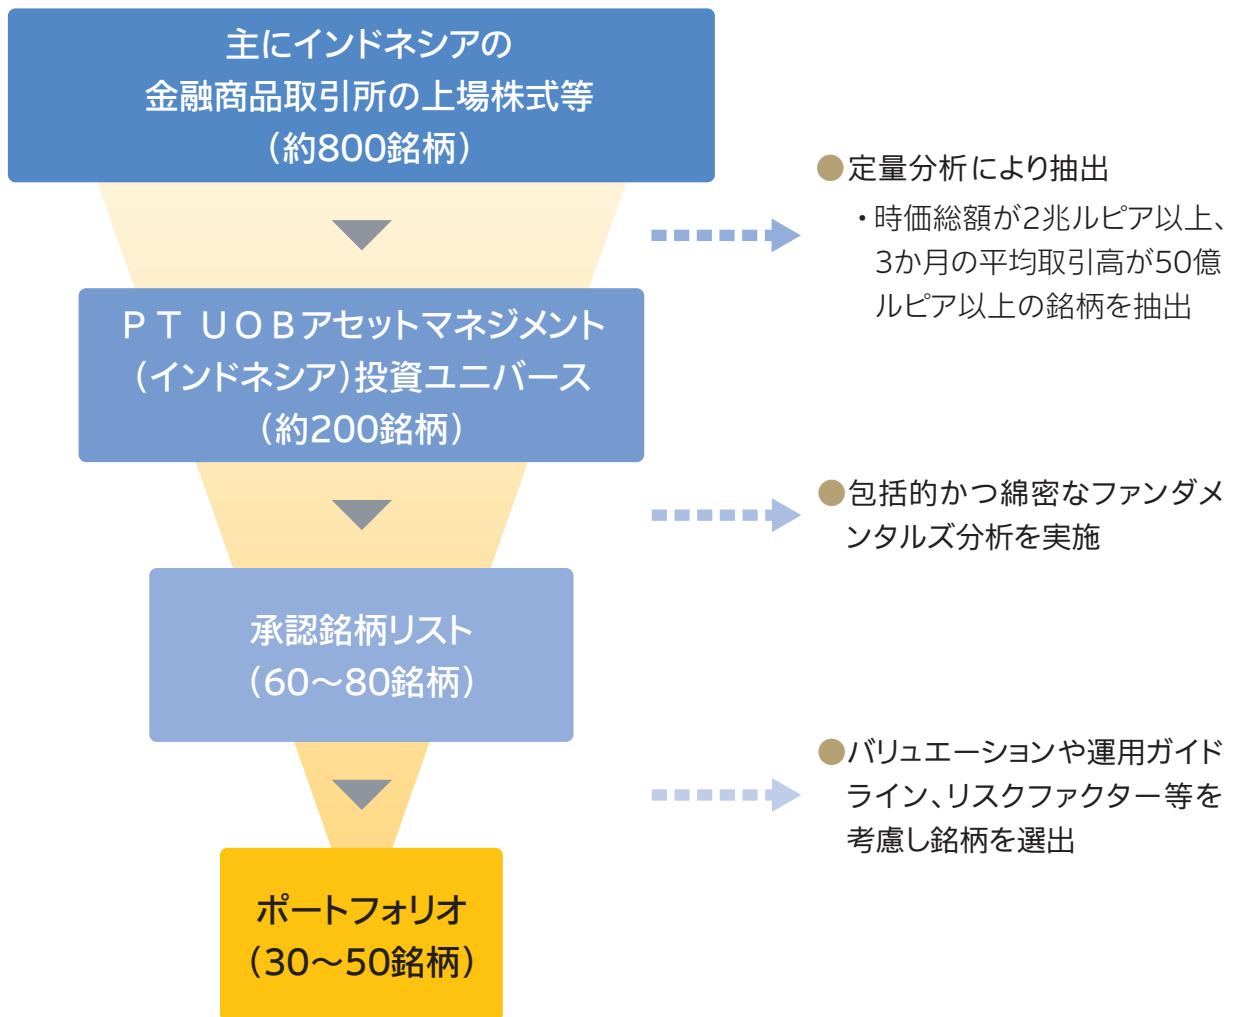 主にインドネシアの
金融商品取引所の上場株式等
（約800銘柄）
●定量分析により抽出
・時価総額が2兆ルピア以上、
3か月の平均取引高が50億
ルピア以上の銘柄を抽出
ＰＴ ＵＯＢアセットマネジメント
（インドネシア）投資ユニバース
（約200銘柄）
●包括的かつ綿密なファンダメ
ンタルズ分析を実施
承認銘柄リスト
（60～80銘柄）
●バリュエーションや運用ガイド
ライン、リスクファクター等を
考慮し銘柄を選出
ポートフォリオ
（30～50銘柄）